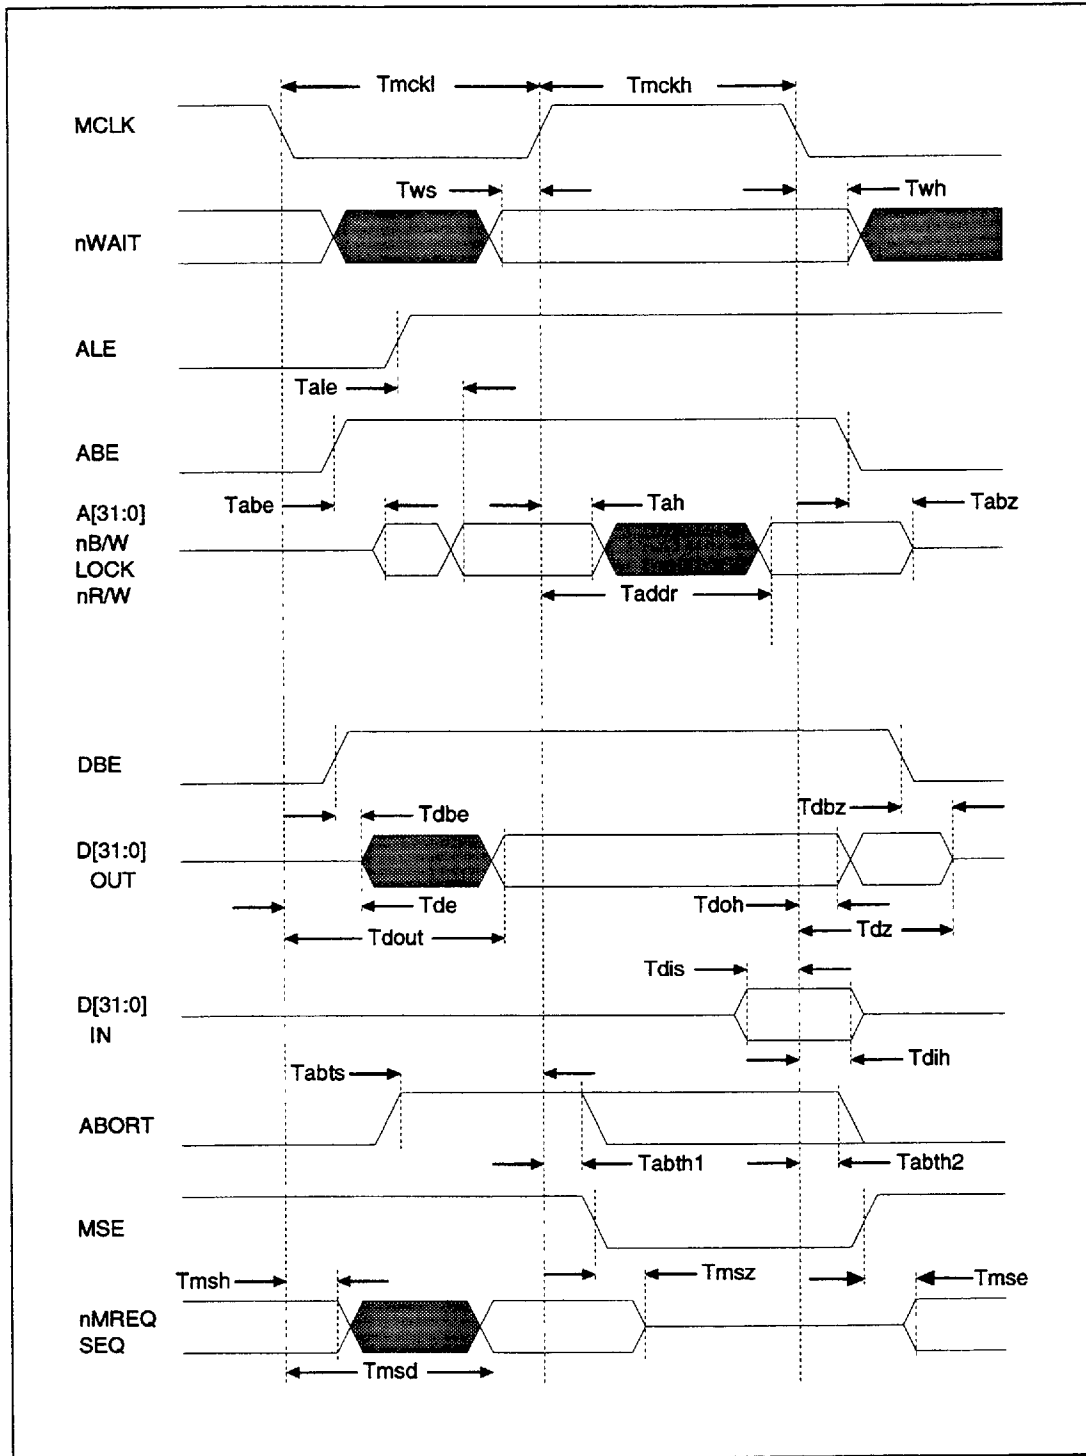 Tmckl
Tmckh
MCLK
Tws
Twh
nWAIT
ALE
Tale
ABE
Tabe
Tah
Tabz
A[31:0]
nB/W
LOCK
nR/W
Taddr
DBE
Tdbe
Tdbz
D[31:0]
OUT
Tde
Tdoh
Tdout
Tdz
Tdis
D[31:0]
IN
Tdih
Tabts
ABORT
Tabth1
Tabth2
MSE
Tmsh
Tmsz
Tmse
nMREQ
SEQ
Tmsd